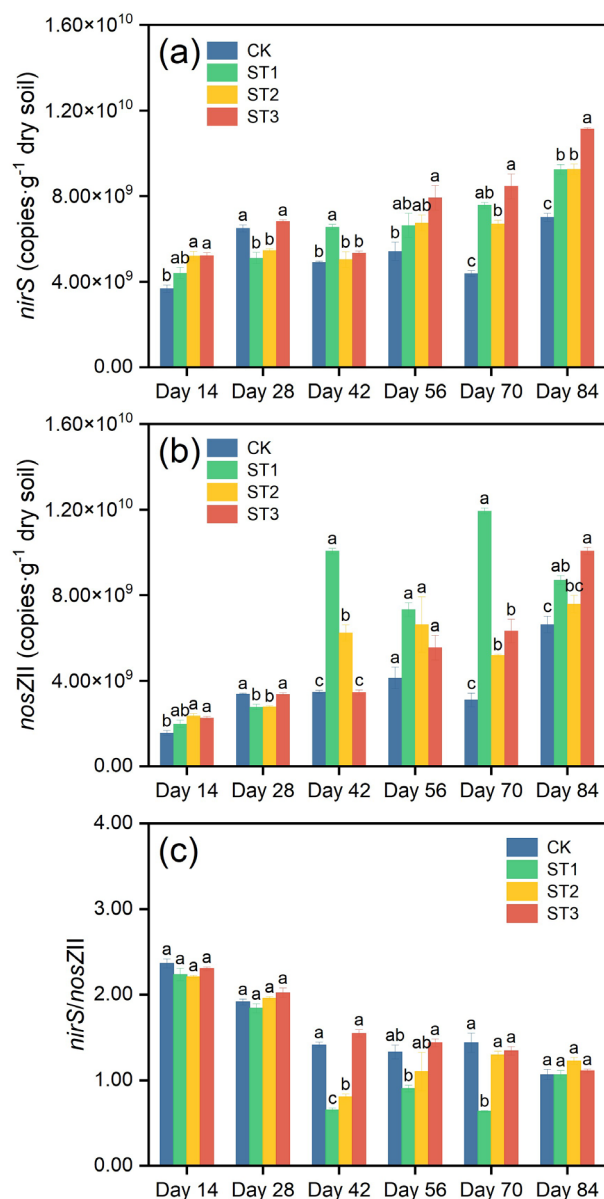 1.60×10¹⁰
(a)
CK
ST1
ST2
ST3
1.20×10¹⁰
8.00×10⁹
4.00×10⁹
0.00
nirS (copies·g⁻¹ dry soil)
b ab a a
a b b a
b a b b
b ab ab a
c ab b a
c b b a
Day 14 Day 28 Day 42 Day 56 Day 70 Day 84
1.60×10¹⁰
(b)
CK
ST1
ST2
ST3
1.20×10¹⁰
8.00×10⁹
4.00×10⁹
0.00
nosZII (copies·g⁻¹ dry soil)
b ab a a
a b b a
c a b c
a a a a
c a b b
c ab bc a
Day 14 Day 28 Day 42 Day 56 Day 70 Day 84
4.00
(c)
CK
ST1
ST2
ST3
3.00
2.00
1.00
0.00
nirS/nosZII
a a a a
a a a a
a c b a
ab b ab a
a b a a
a a a a
Day 14 Day 28 Day 42 Day 56 Day 70 Day 84